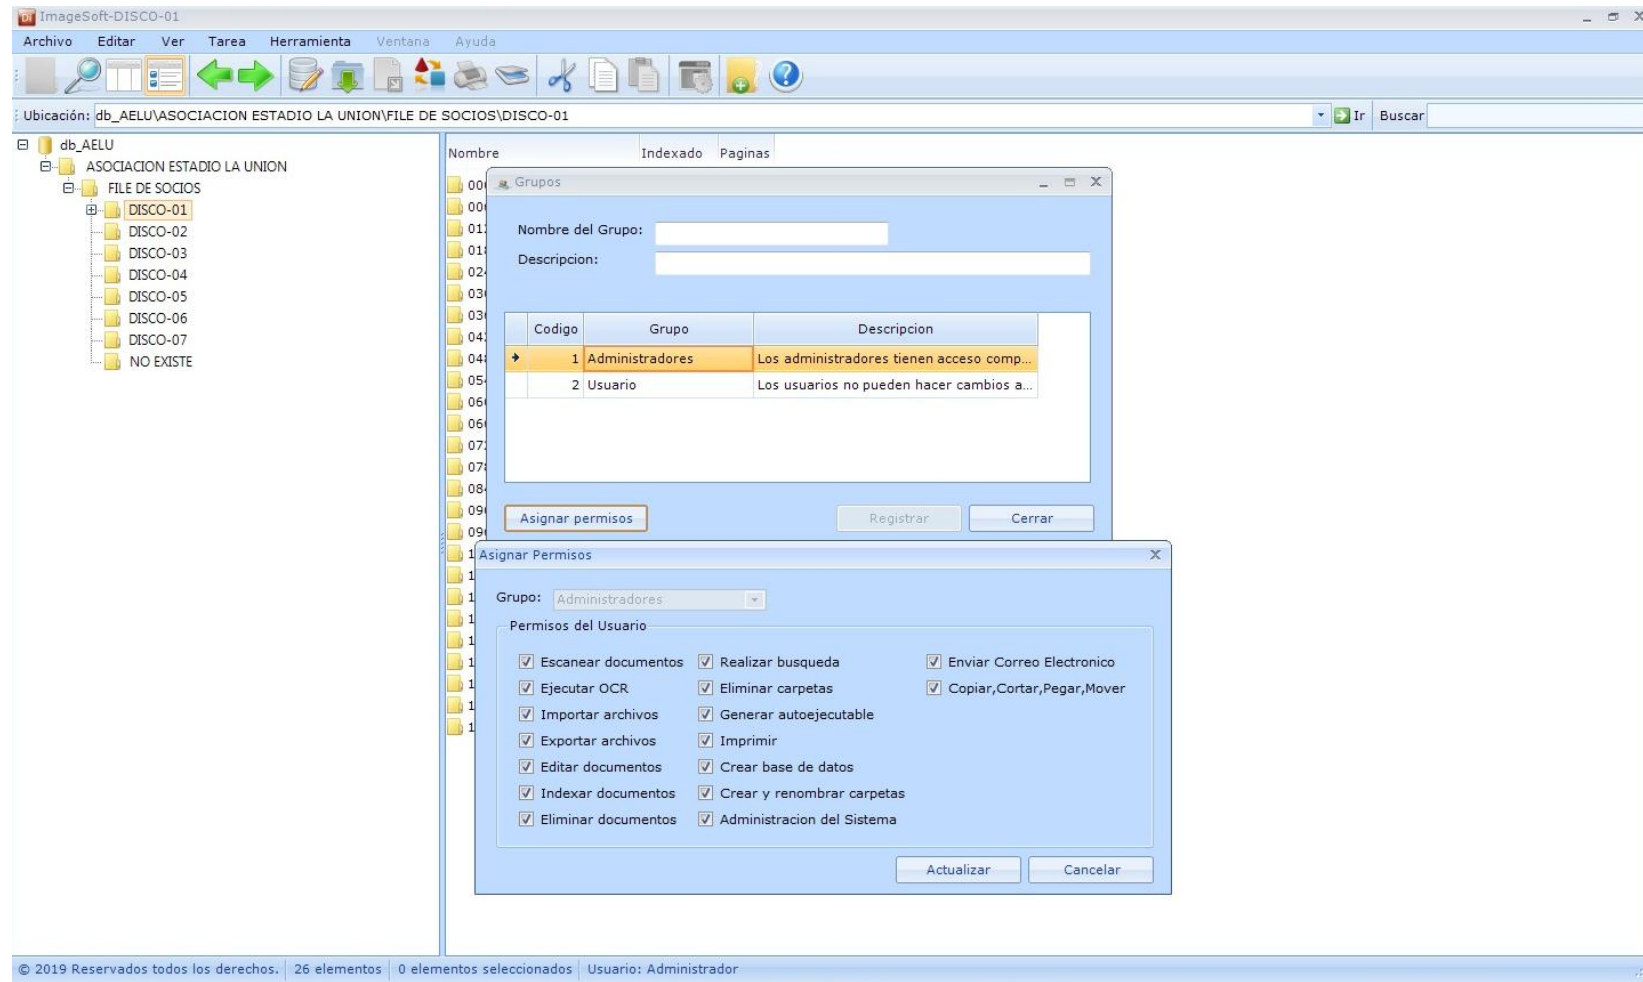 ImageSoft-DISCO-01
Archivo Editar Ver Tarea Herramienta Ventana Ayuda
Ubicación: db_AELU\ASOCIACION ESTADIO LA UNION\FILE DE SOCIOS\DISCO-01 Ir Buscar
db_AELU
ASOCIACION ESTADIO LA UNION
FILE DE SOCIOS
DISCO-01
DISCO-02
DISCO-03
DISCO-04
DISCO-05
DISCO-06
DISCO-07
NO EXISTE
Nombre Indexado Paginas
Grupos
Nombre del Grupo:
Descripcion:
Codigo Grupo Descripcion
1 Administradores Los administradores tienen acceso comp...
2 Usuario Los usuarios no pueden hacer cambios a...
Asignar permisos Registrar Cerrar
Asignar Permisos
Grupo: Administradores
Permisos del Usuario
Escanear documentos Realizar busqueda Enviar Correo Electronico
Ejecutar OCR Eliminar carpetas Copiar,Cortar,Pegar,Mover
Importar archivos Generar autoejecutable
Exportar archivos Imprimir
Editar documentos Crear base de datos
Indexar documentos Crear y renombrar carpetas
Eliminar documentos Administracion del Sistema
Actualizar Cancelar
© 2019 Reservados todos los derechos. 26 elementos 0 elementos seleccionados Usuario: Administrador